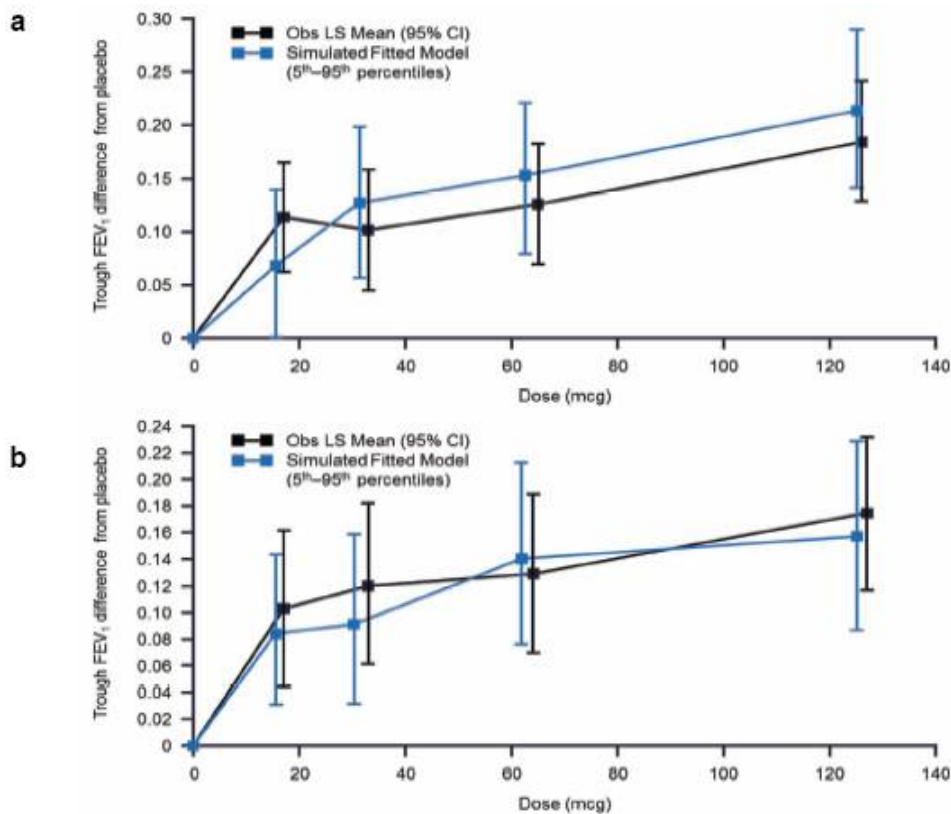 a
Trough FEV₁ difference from placebo
0.30
0.25
0.20
0.15
0.10
0.05
0
Obs LS Mean (95% CI)
Simulated Fitted Model
(5ᵗʰ–95ᵗʰ percentiles)
0 20 40 60 80 100 120 140
Dose (mcg)
b
Trough FEV₁ difference from placebo
0.24
0.22
0.20
0.18
0.16
0.14
0.12
0.10
0.08
0.06
0.04
0.04
0.02
0
Obs LS Mean (95% CI)
Simulated Fitted Model
(5ᵗʰ–95ᵗʰ percentiles)
0 20 40 60 80 100 120 140
Dose (mcg)